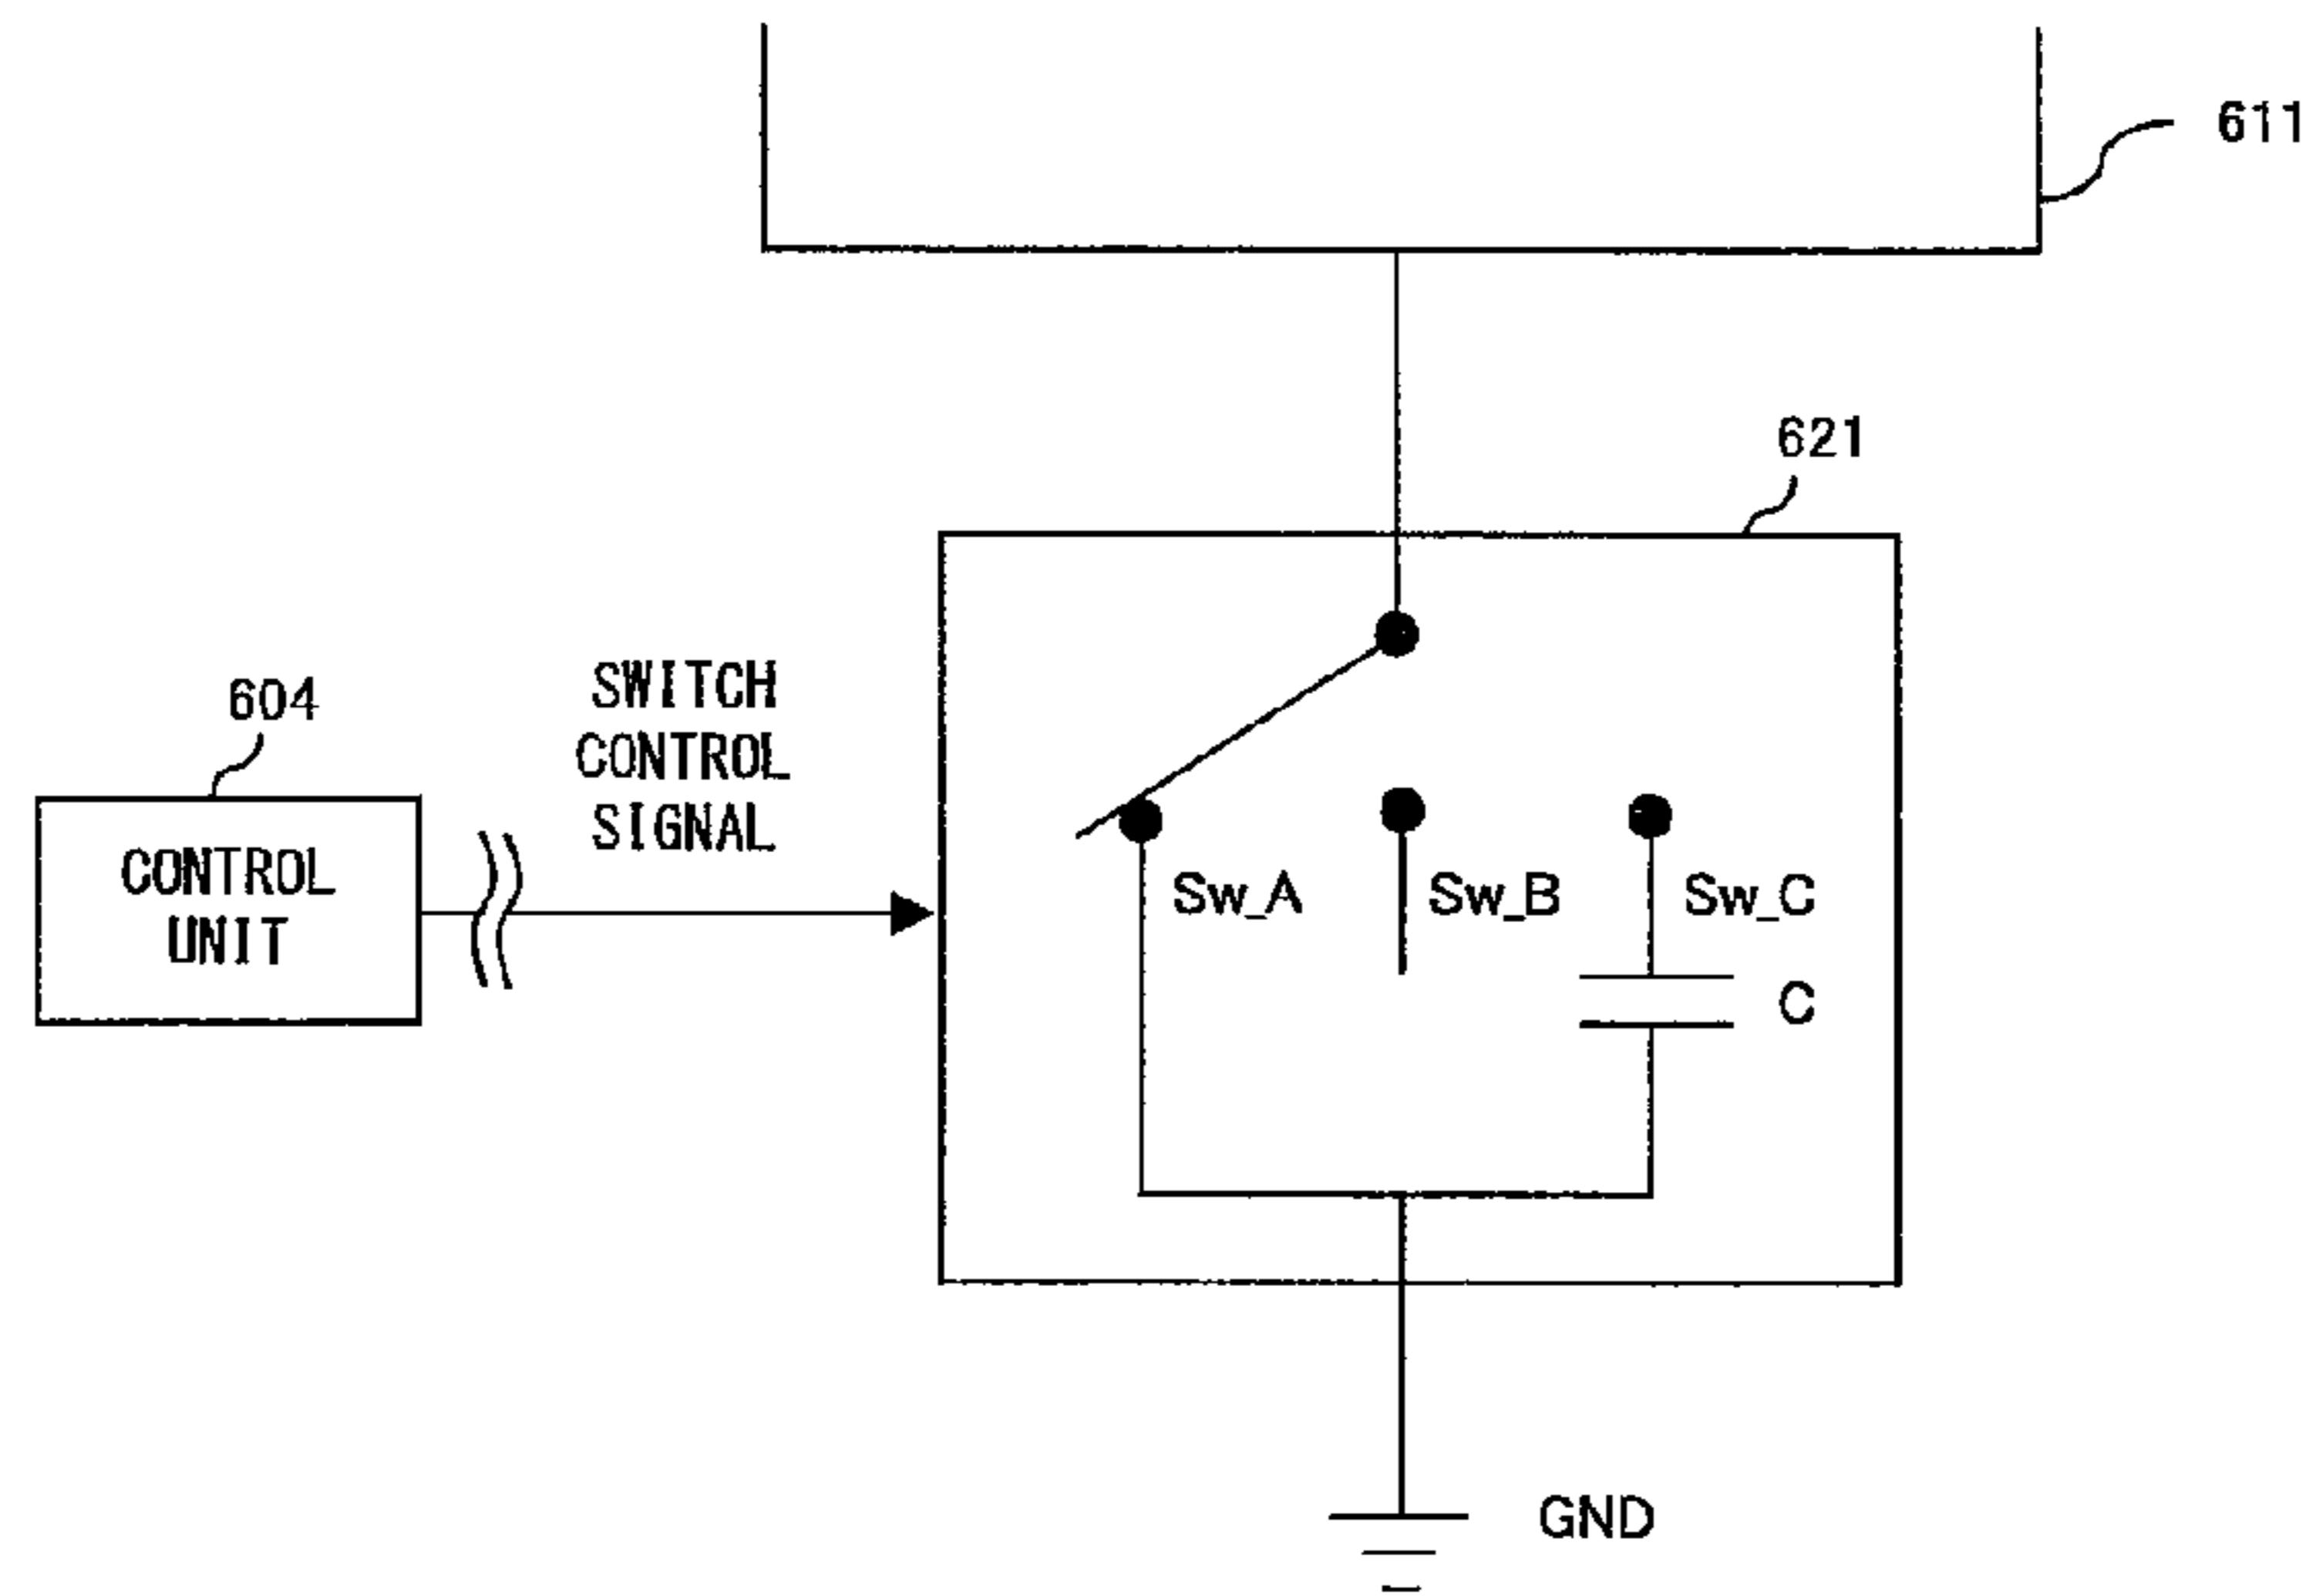 611
621
604
SWITCH
CONTROL
SIGNAL
CONTROL
UNIT
Sw_A
Sw_B
Sw_C
C
GND